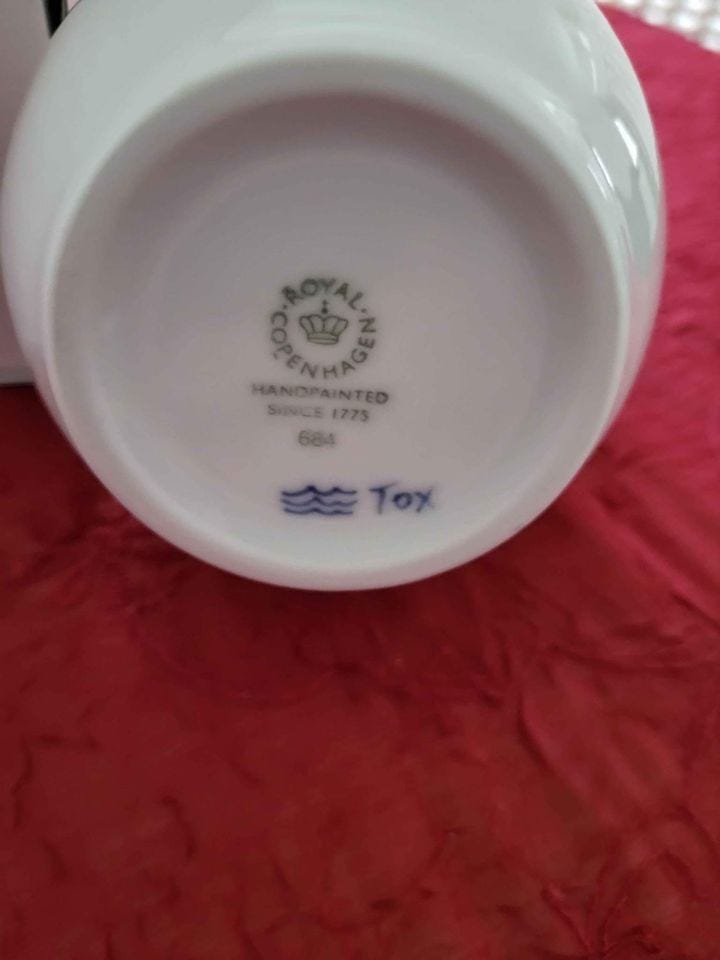 ROYAL COPENHAGEN
HANDPAINTED
SINCE 1775
684
Tox